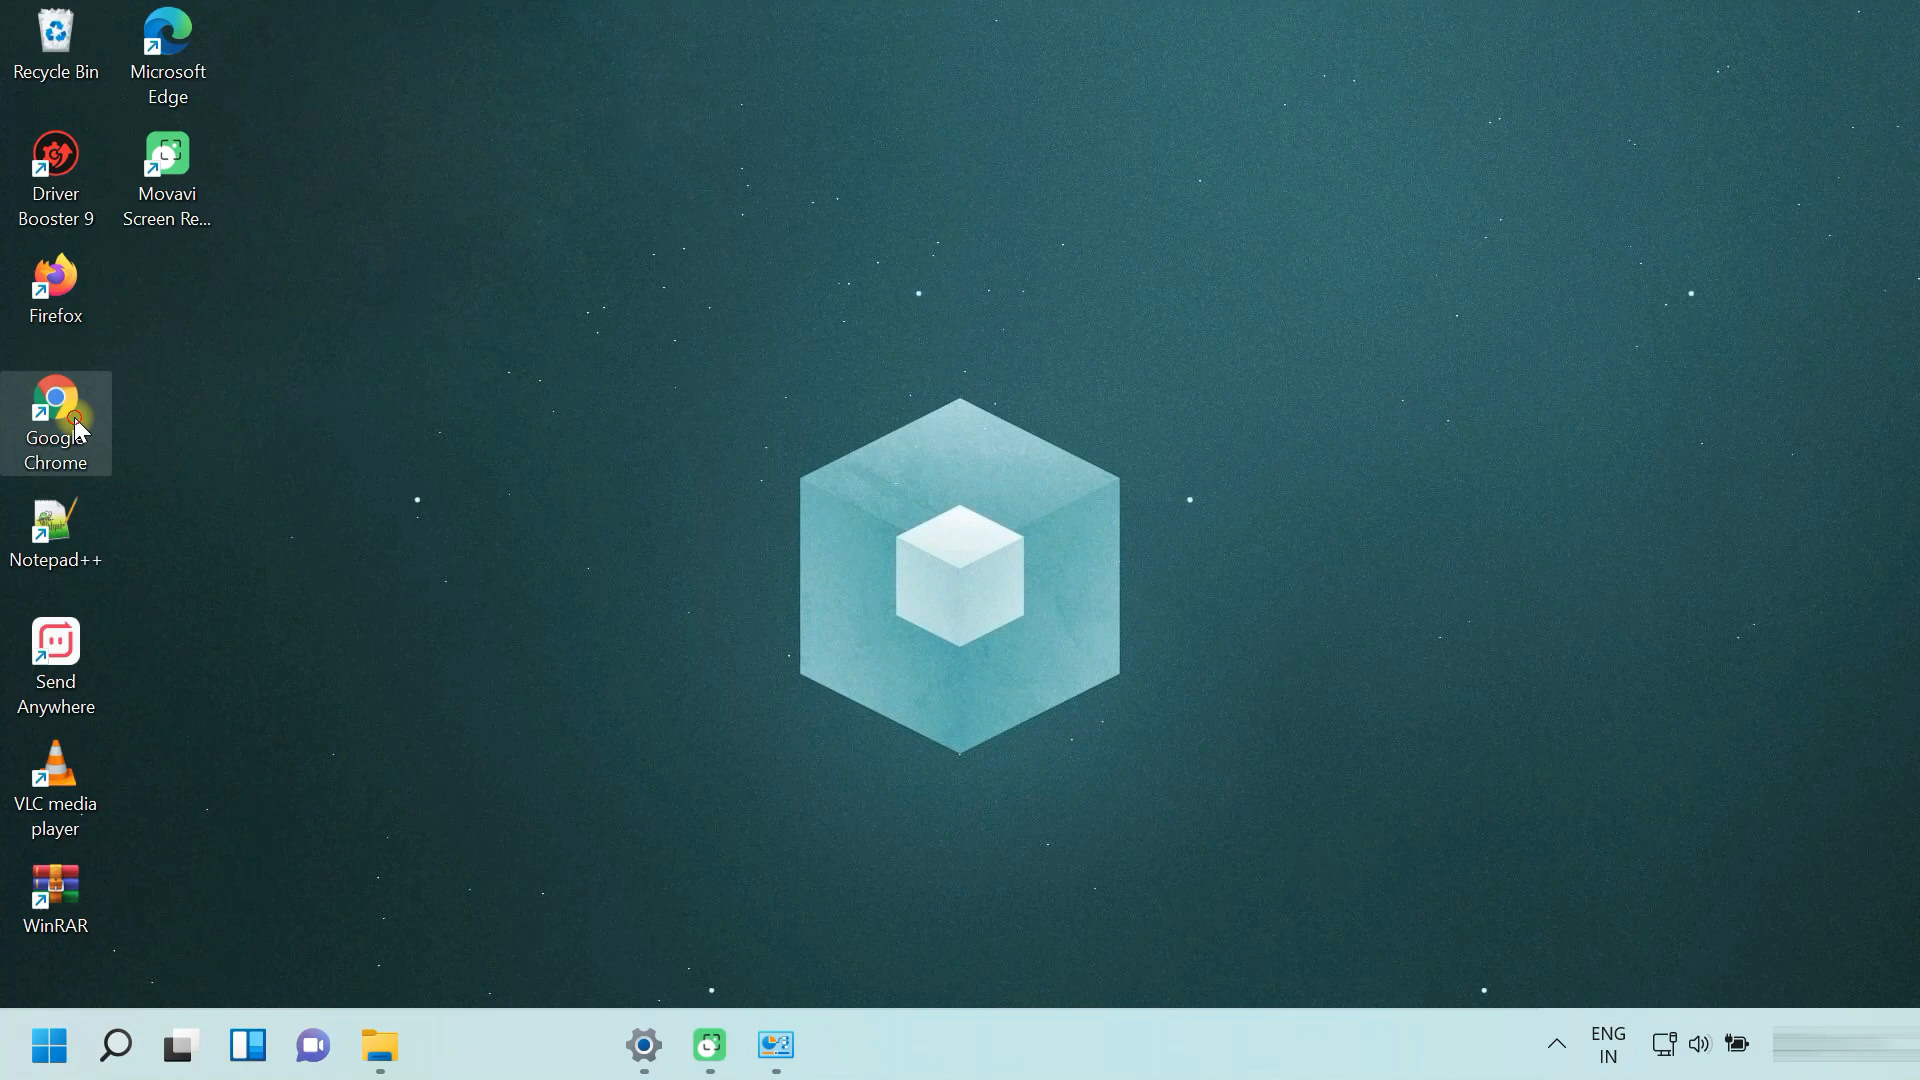 Recycle Bin
Microsoft
Edge
Driver
Booster 9
Movavi
Screen Re...
Firefox
Google
Chrome
Notepad++
Send
Anywhere
VLC media
player
WinRAR
ENG
IN